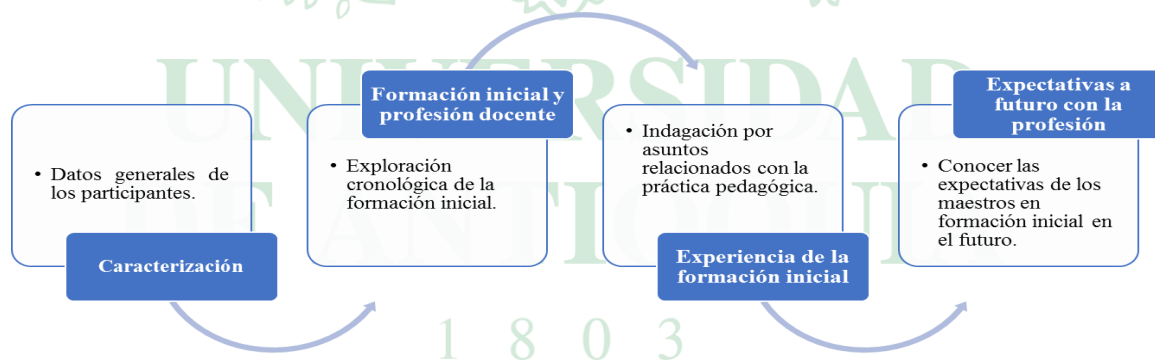 UNIVERSIDAD
DE ANTIOQUIA
1 8 0 3
• Datos generales de
los participantes.
Caracterización
Formación inicial y
profesión docente
• Exploración
cronológica de la
formación inicial.
• Indagación por
asuntos
relacionados con la
práctica pedagógica.
Experiencia de la
formación inicial
Expectativas a
futuro con la
profesión
• Conocer las
expectativas de los
maestros en
formación inicial en
el futuro.